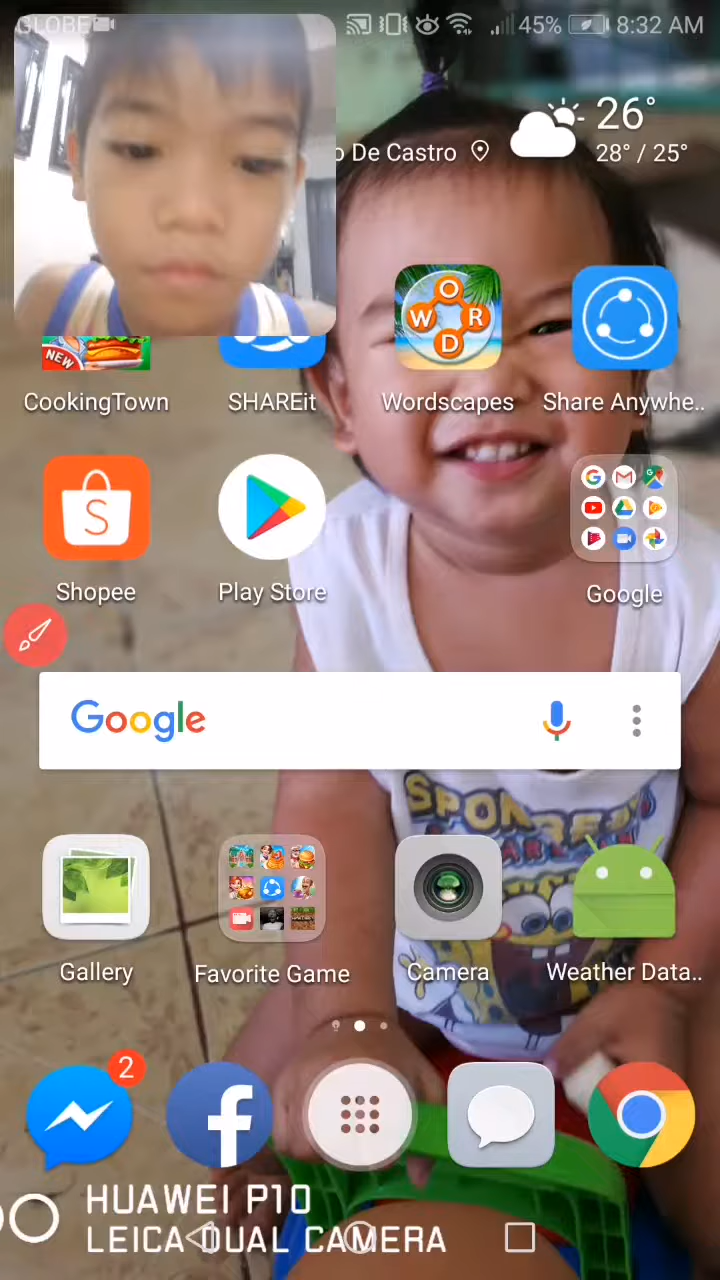 GLOBE
45%
8:32 AM
26°
o De Castro
28° / 25°
NEW
W O R D
CookingTown
SHAREit
Wordscapes
Share Anywhe..
S
Shopee
Play Store
Google
Google
SPON
Gallery
Favorite Game
Camera
Weather Data..
2
f
HUAWEI P10
LEICA DUAL CAMERA